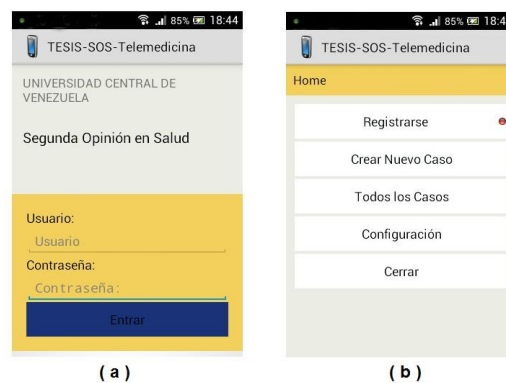 85% 18:44
TESIS-SOS-Telemedicina
UNIVERSIDAD CENTRAL DE
VENEZUELA
Segunda Opinión en Salud
Usuario:
Usuario
Contraseña:
Contraseña:
Entrar
( a )
85% 18:4
TESIS-SOS-Telemedicina
Home
Registrarse
Crear Nuevo Caso
Todos los Casos
Configuración
Cerrar
( b )